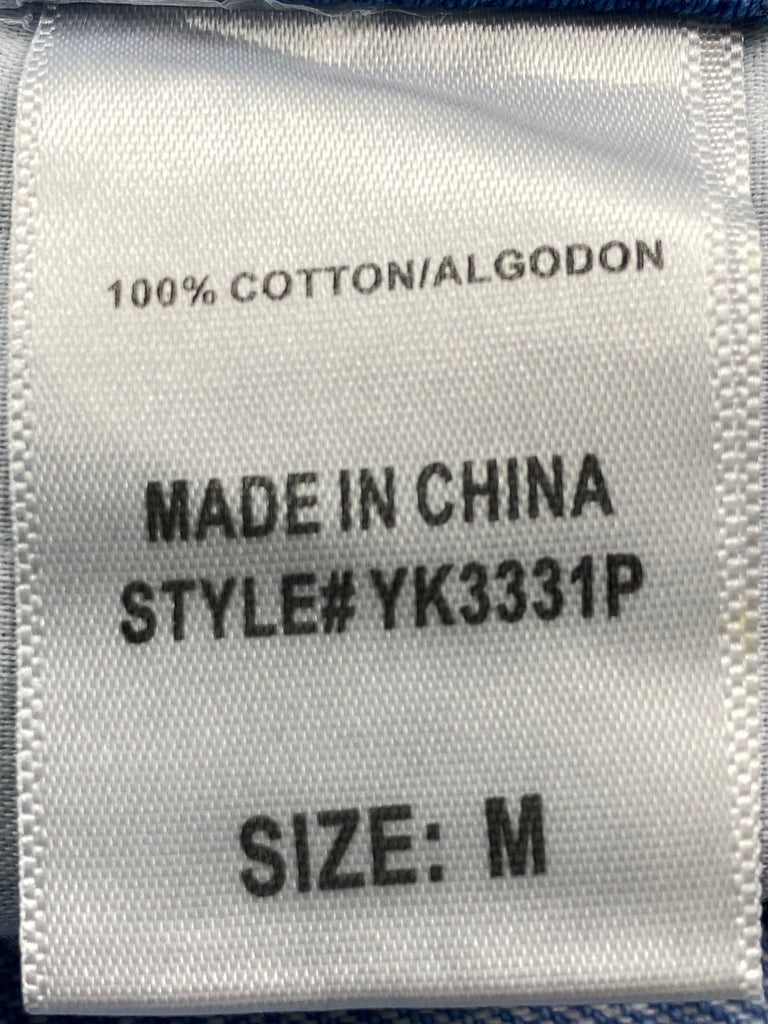 100% COTTON/ALGODON
MADE IN CHINA
STYLE# YK3331P
SIZE: M